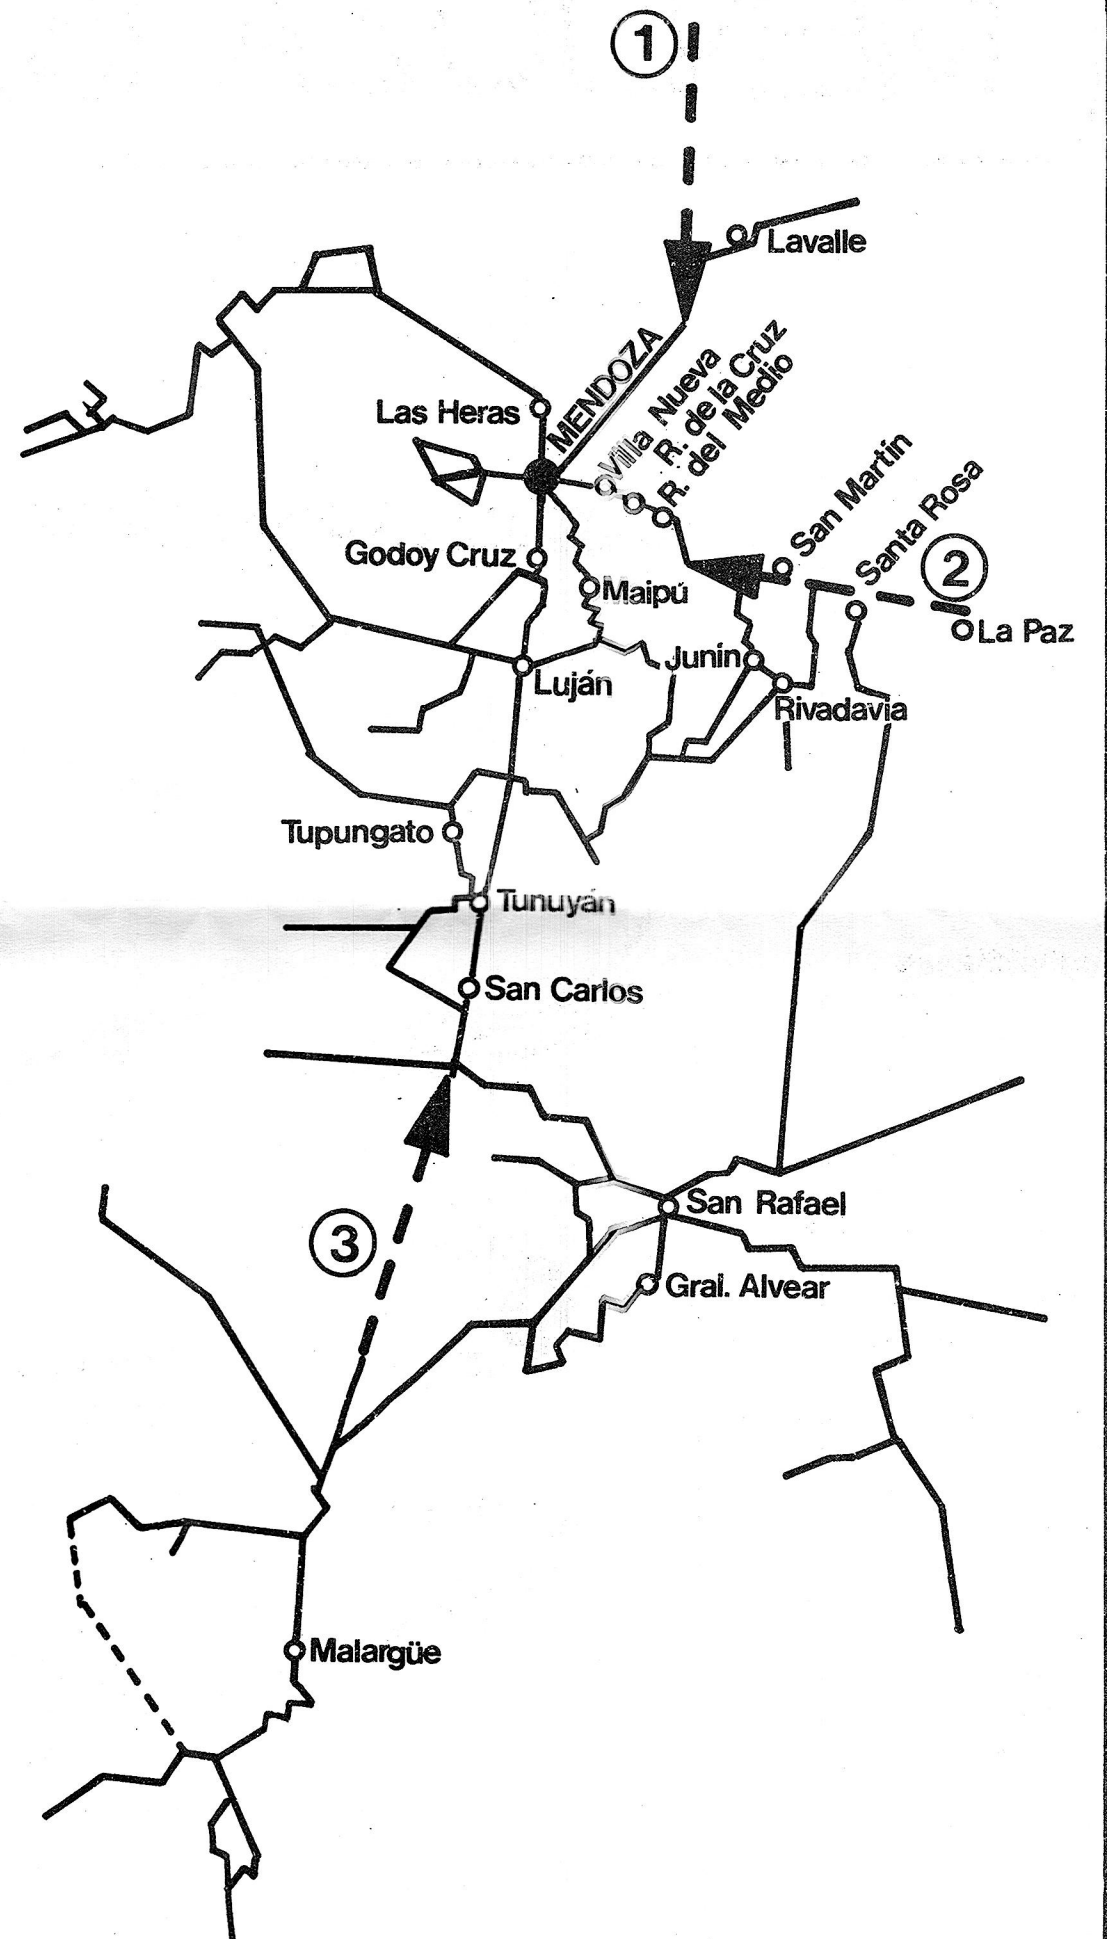 1
Lavalle
MENDOZA
Villa Nueva
R. de la Cruz
R. del Medio
Las Heras
San Martín
Santa Rosa
2
Godoy Cruz
Maipú
La Paz
Junín
Luján
Rivadavia
Tupungato
Tunuyán
San Carlos
San Rafael
3
Gral. Alvear
Malargüe